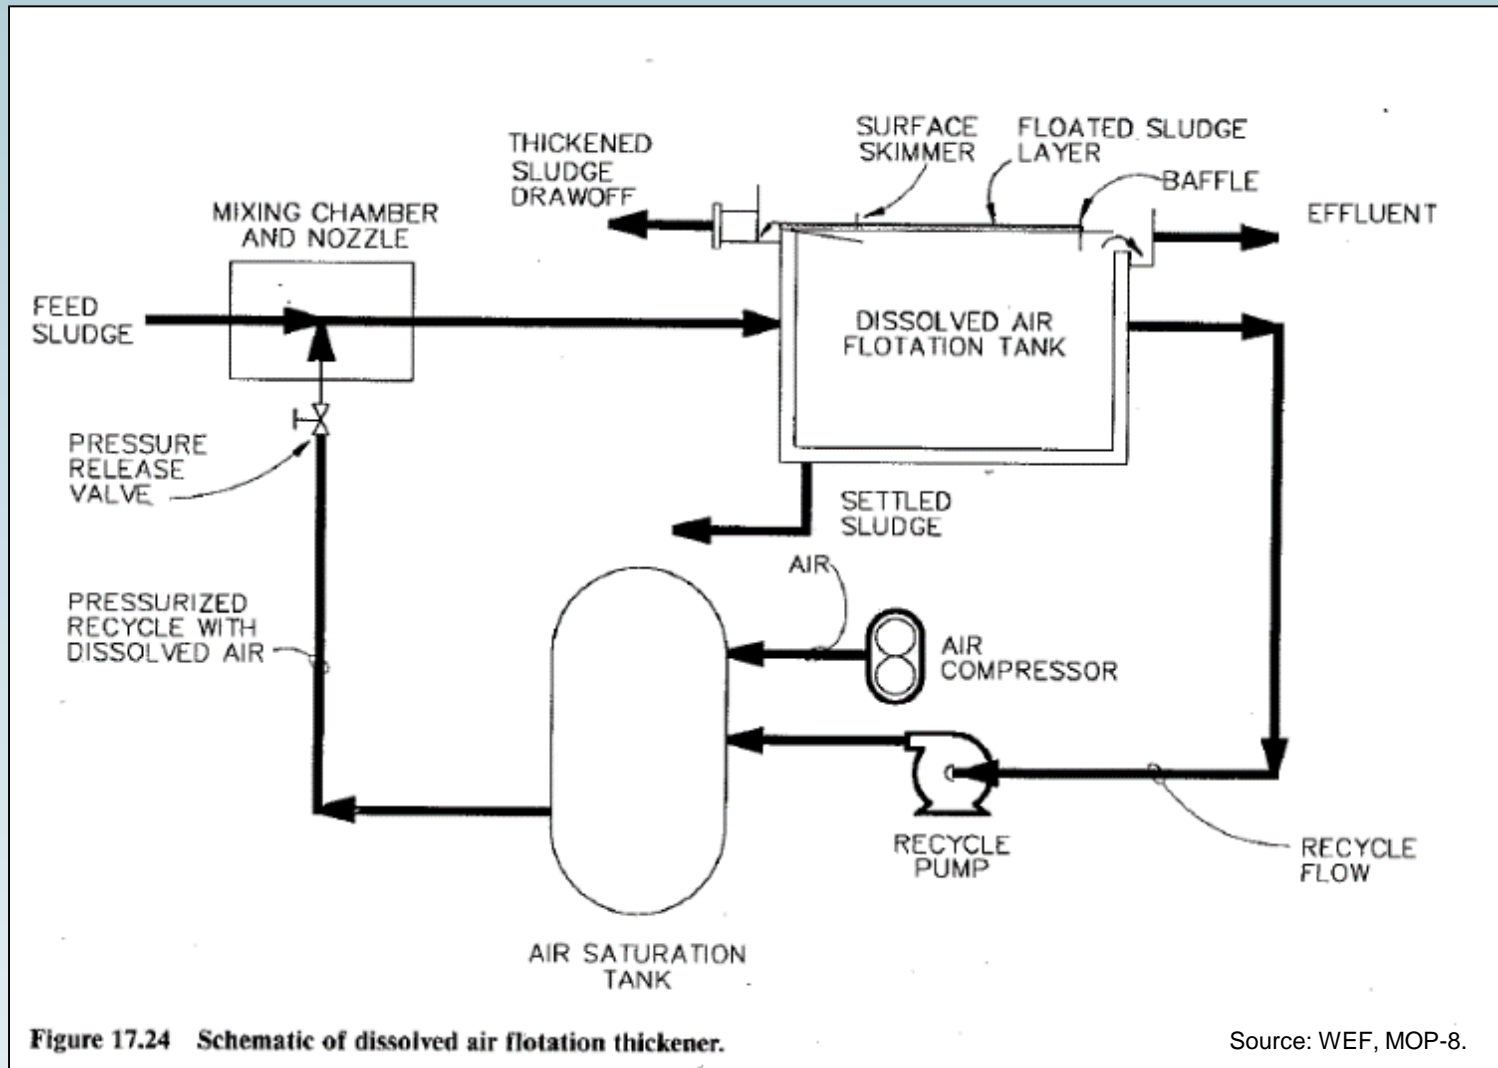 THICKENED
SLUDGE
DRAWOFF
SURFACE
SKIMMER
FLOATED SLUDGE
LAYER
BAFFLE
EFFLUENT
MIXING CHAMBER
AND NOZZLE
FEED
SLUDGE
DISSOLVED AIR
FLOTATION TANK
PRESSURE
RELEASE
VALVE
SETTLED
SLUDGE
AIR
PRESSURIZED
RECYCLE WITH
DISSOLVED AIR
AIR
COMPRESSOR
RECYCLE
PUMP
RECYCLE
FLOW
AIR SATURATION
TANK
Figure 17.24 Schematic of dissolved air flotation thickener.
Source: WEF, MOP-8.